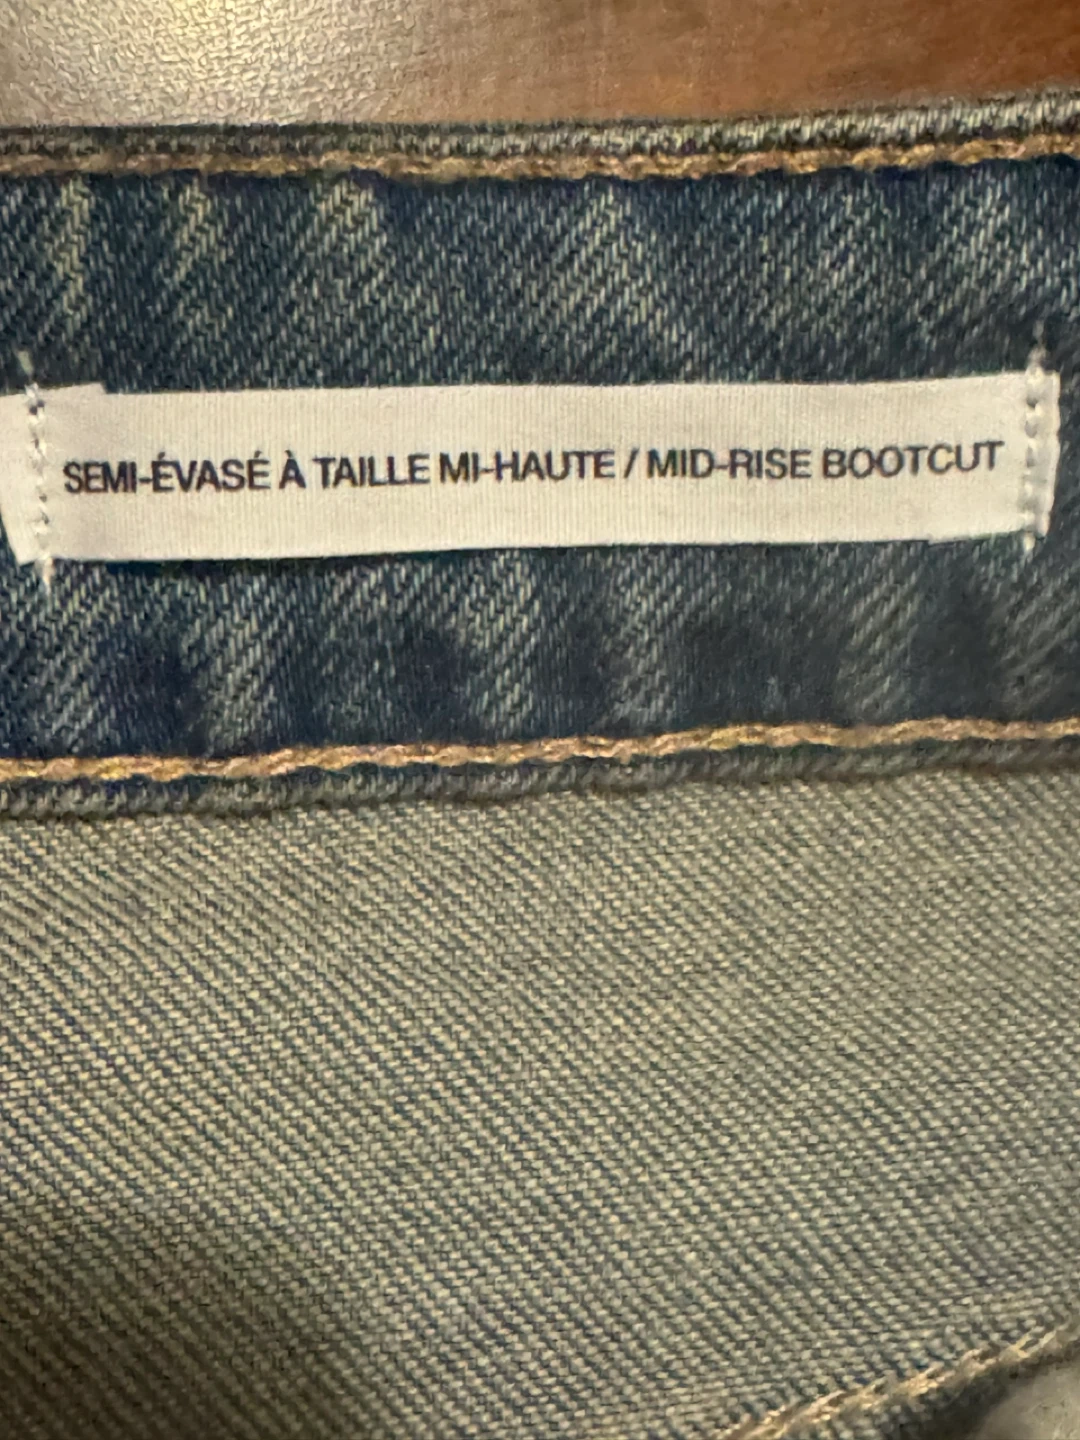 SEMI-ÉVASÉ À TAILLE MI-HAUTE / MID-RISE BOOTCUT